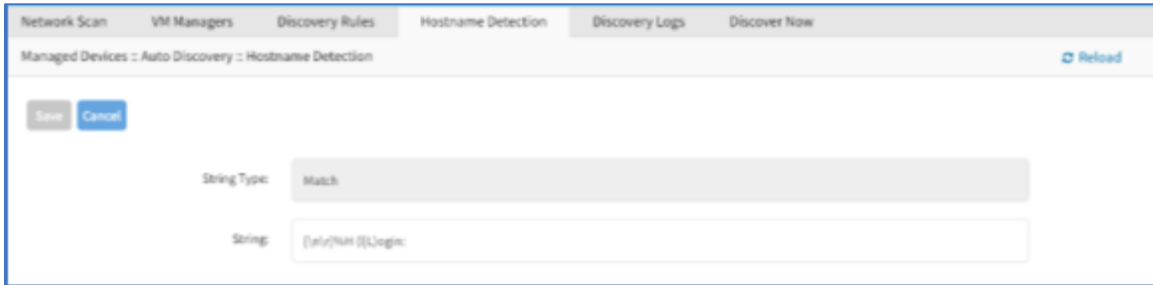 Network Scan VM Managers Discovery Rules Hostname Detection Discovery Logs Discover Now
Managed Devices :: Auto Discovery :: Hostname Detection Reload
Save Cancel
String Type: Match
String: